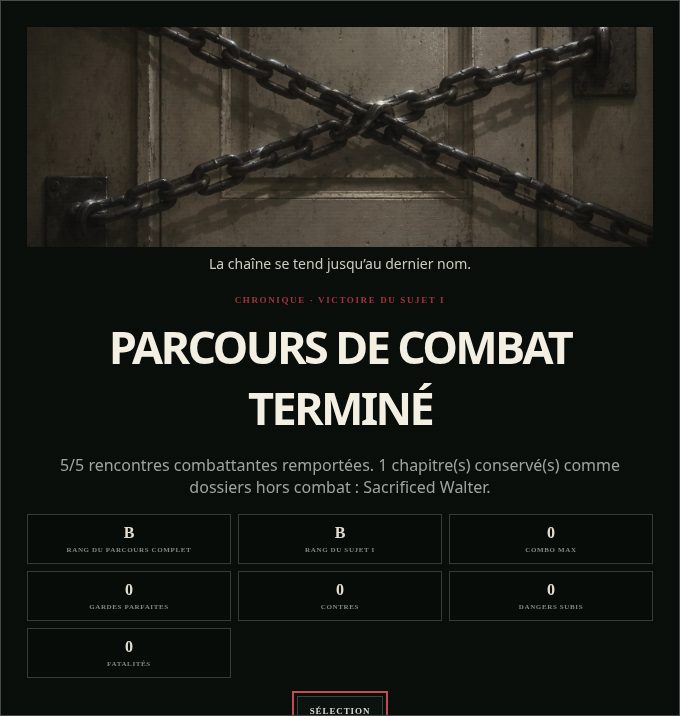 La chaîne se tend jusqu’au dernier nom.
CHRONIQUE - VICTOIRE DU SUJET I
PARCOURS DE COMBAT
TERMINÉ
5/5 rencontres combattantes remportées. 1 chapitre(s) conservé(s) comme
dossiers hors combat : Sacrificed Walter.
B
RANG DU PARCOURS COMPLET
B
RANG DU SUJET I
0
COMBO MAX
0
GARDES PARFAITES
0
CONTRES
0
DANGERS SUBIS
0
FATALITÉS
SÉLECTION